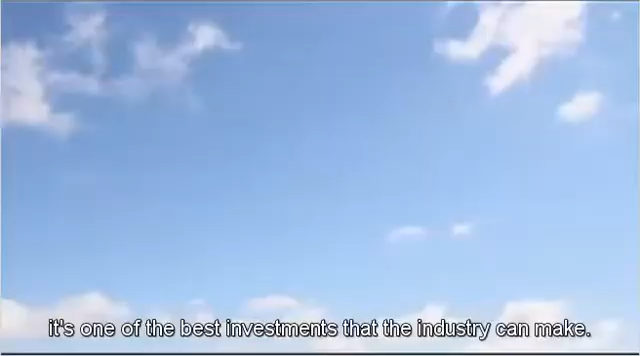 it's one of the best investments that the industry can make.